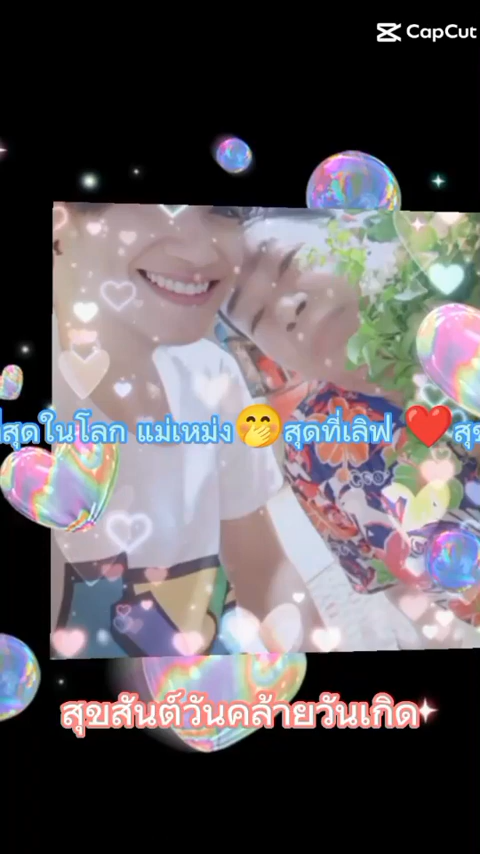 CapCut
สุดในโลก แม่เหม่ง🤭สุดที่เลิฟ ❤️
สุขสันต์วันคล้ายวันเกิด